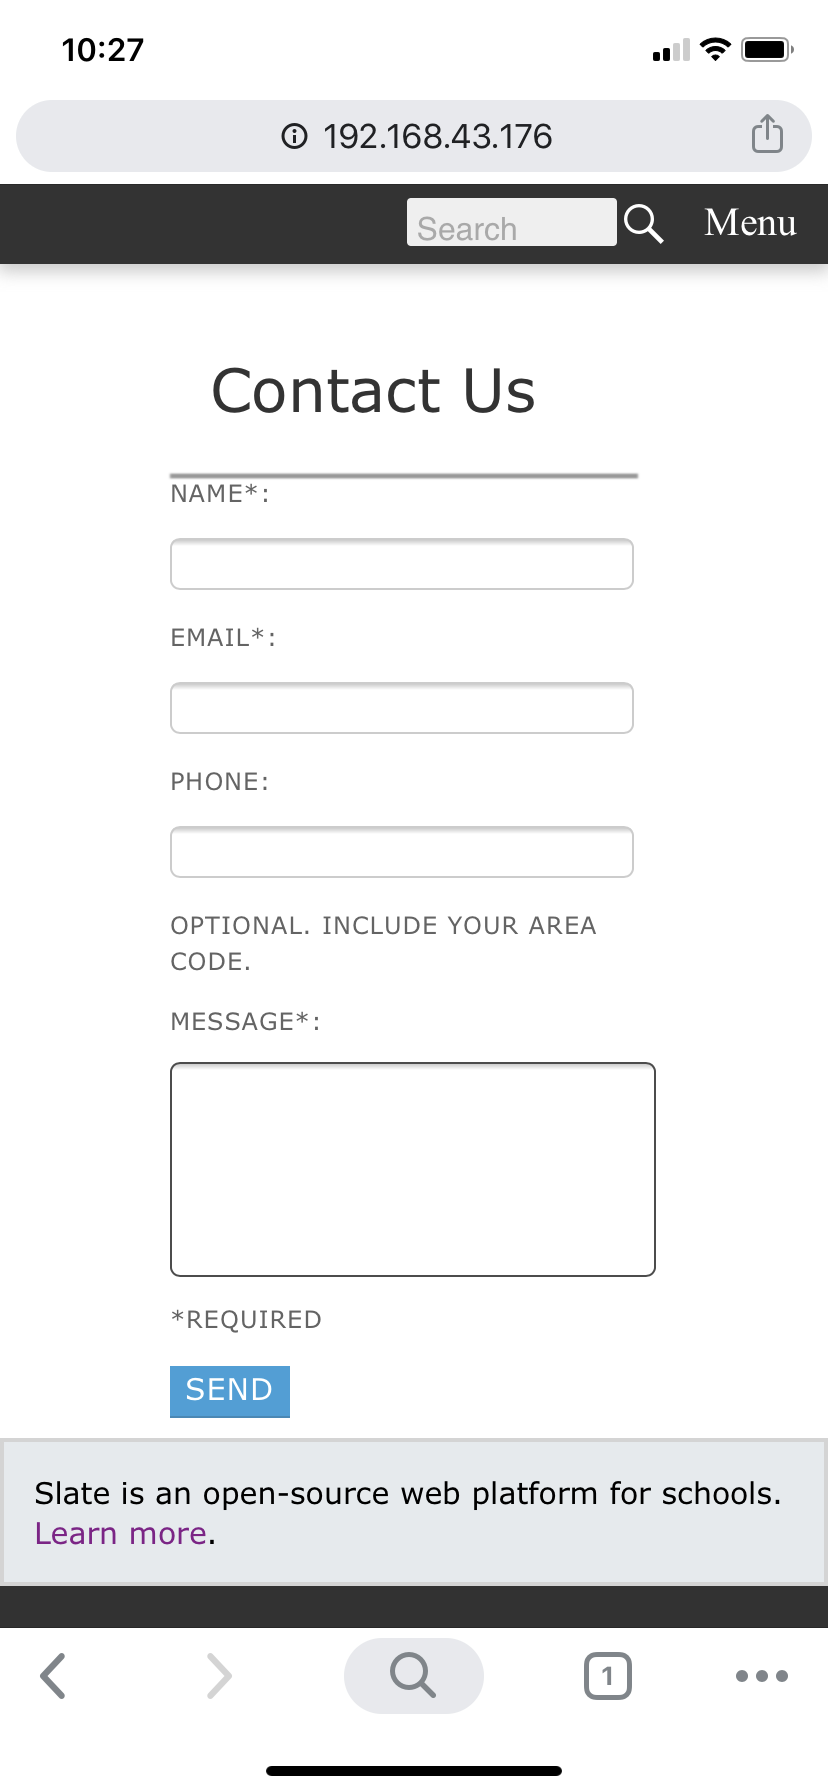 10:27
192.168.43.176
Search
Menu
Contact Us
NAME*:
EMAIL*:
PHONE:
OPTIONAL. INCLUDE YOUR AREA
CODE.
MESSAGE*:
*REQUIRED
SEND
Slate is an open-source web platform for schools.
Learn more.
1